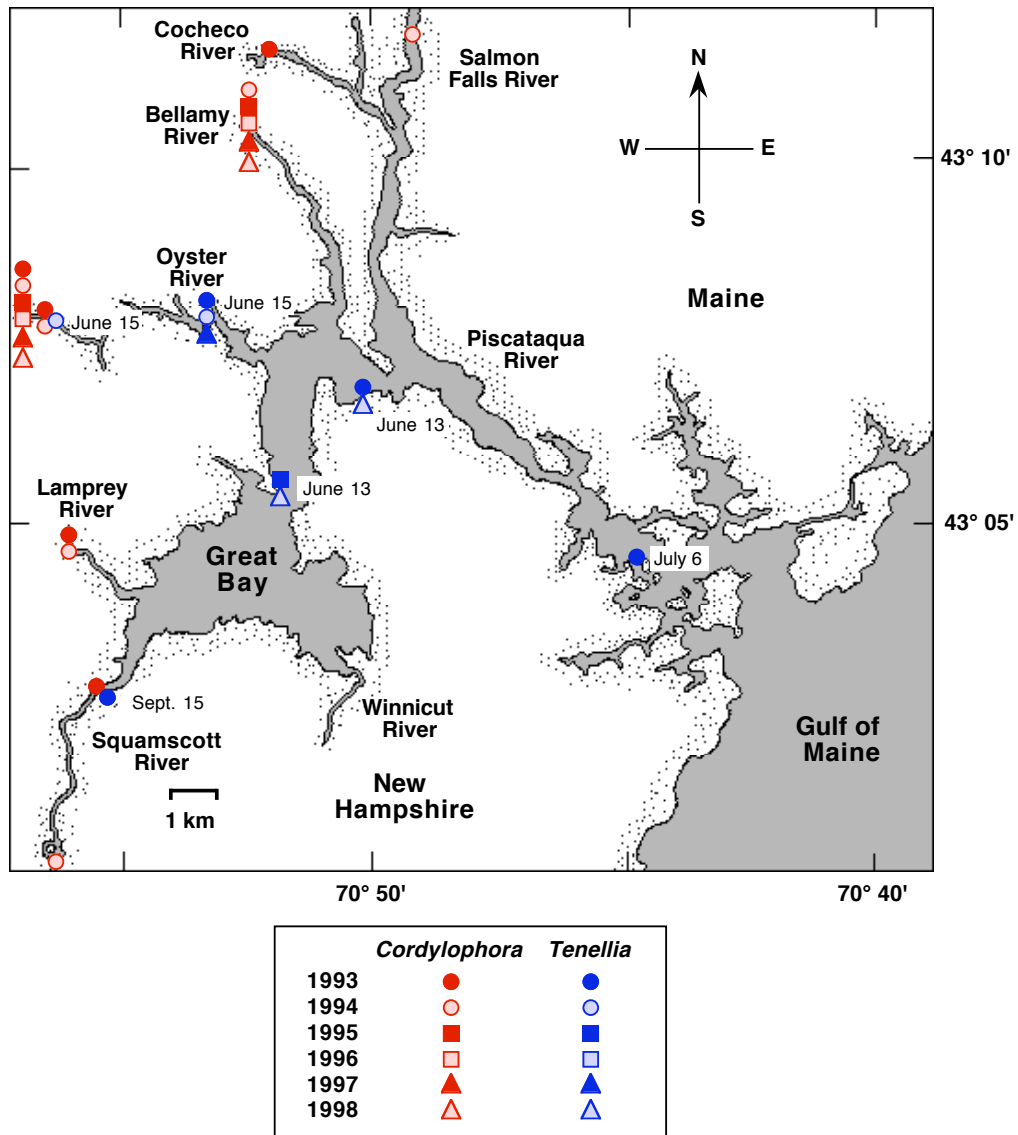 Cocheco
River
Salmon
Falls River
N
Bellamy
River
W
E
43° 10'
S
Oyster
River
June 15
June 15
Maine
Piscataqua
River
June 13
Lamprey
River
June 13
43° 05'
Great
Bay
July 6
Sept. 15
Winnicut
River
Squamscott
River
Gulf of
Maine
New
Hampshire
1 km
70° 50'
70° 40'
Cordylophora Tenellia
1993
1994
1995
1996
1997
1998